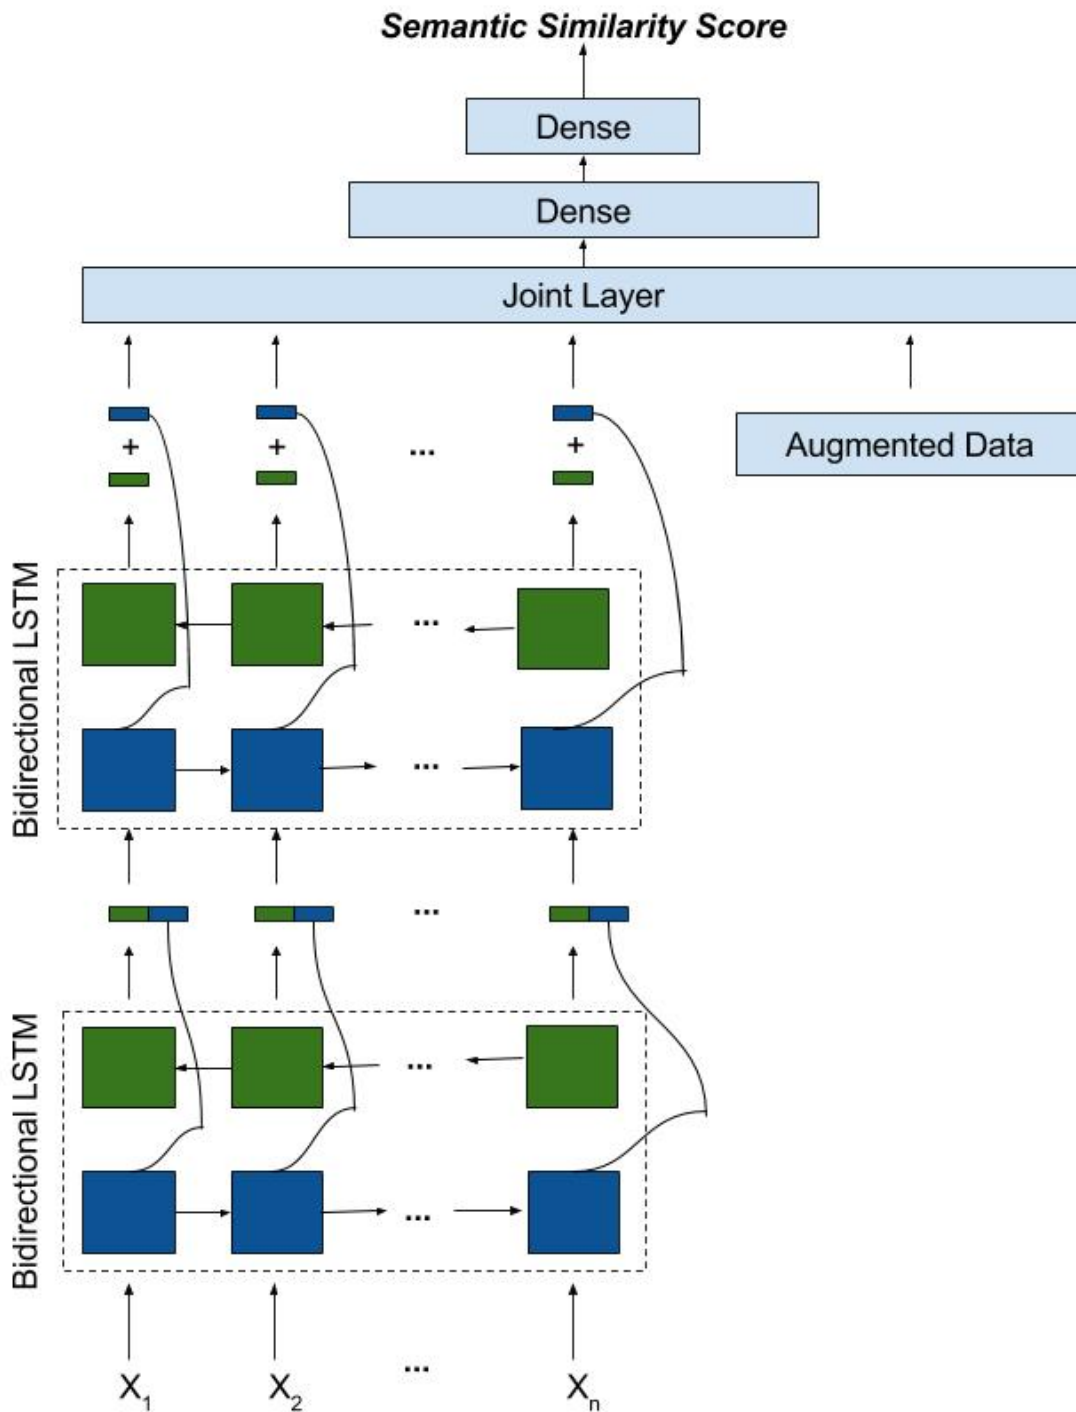 Semantic Similarity Score
Dense
Dense
Joint Layer
+ + ... +
Augmented Data
Bidirectional LSTM
...
...
...
Bidirectional LSTM
...
...
X1 X2 ... Xn